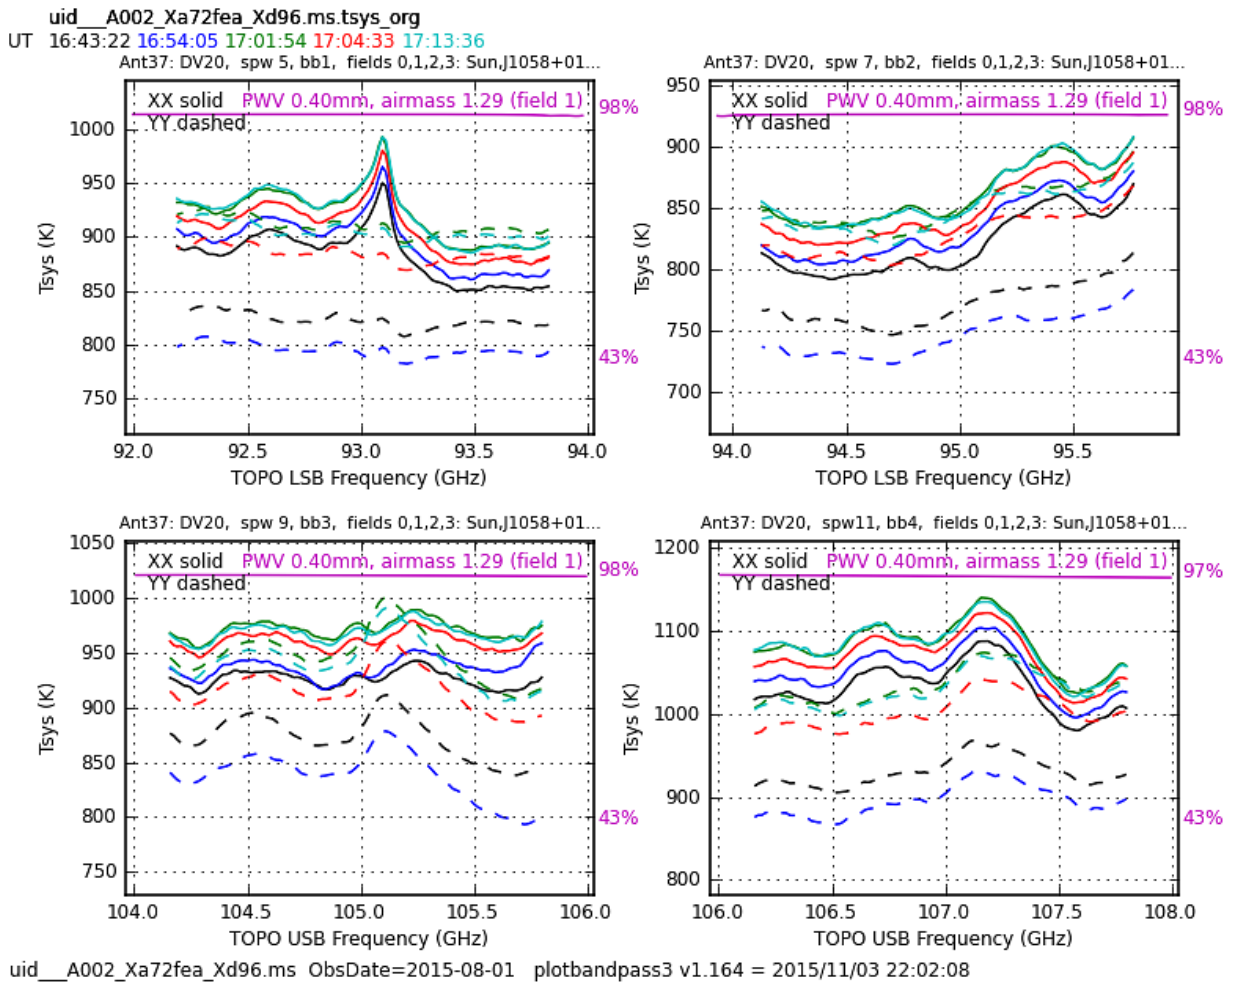 uid___A002_Xa72fea_Xd96.ms.tsys_org
UT 16:43:22 16:54:05 17:01:54 17:04:33 17:13:36
Ant37: DV20, spw 5, bb1, fields 0,1,2,3: Sun,J1058+01...
XX solid PWV 0.40mm, airmass 1.29 (field 1) 98%
YY dashed
1000
950
900
850
800
750
43%
Tsys (K)
92.0 92.5 93.0 93.5 94.0
TOPO LSB Frequency (GHz)
Ant37: DV20, spw 7, bb2, fields 0,1,2,3: Sun,J1058+01...
950
XX solid PWV 0.40mm, airmass 1.29 (field 1) 98%
YY dashed
900
850
800
750
700
43%
Tsys (K)
94.0 94.5 95.0 95.5
TOPO LSB Frequency (GHz)
Ant37: DV20, spw 9, bb3, fields 0,1,2,3: Sun,J1058+01...
1050
XX solid PWV 0.40mm, airmass 1.29 (field 1) 98%
YY dashed
1000
950
900
850
800
750
43%
Tsys (K)
104.0 104.5 105.0 105.5 106.0
TOPO USB Frequency (GHz)
Ant37: DV20, spw11, bb4, fields 0,1,2,3: Sun,J1058+01...
1200
XX solid PWV 0.40mm, airmass 1.29 (field 1) 97%
YY dashed
1100
1000
900
800
43%
Tsys (K)
106.0 106.5 107.0 107.5 108.0
TOPO USB Frequency (GHz)
uid___A002_Xa72fea_Xd96.ms ObsDate=2015-08-01 plotbandpass3 v1.164 = 2015/11/03 22:02:08